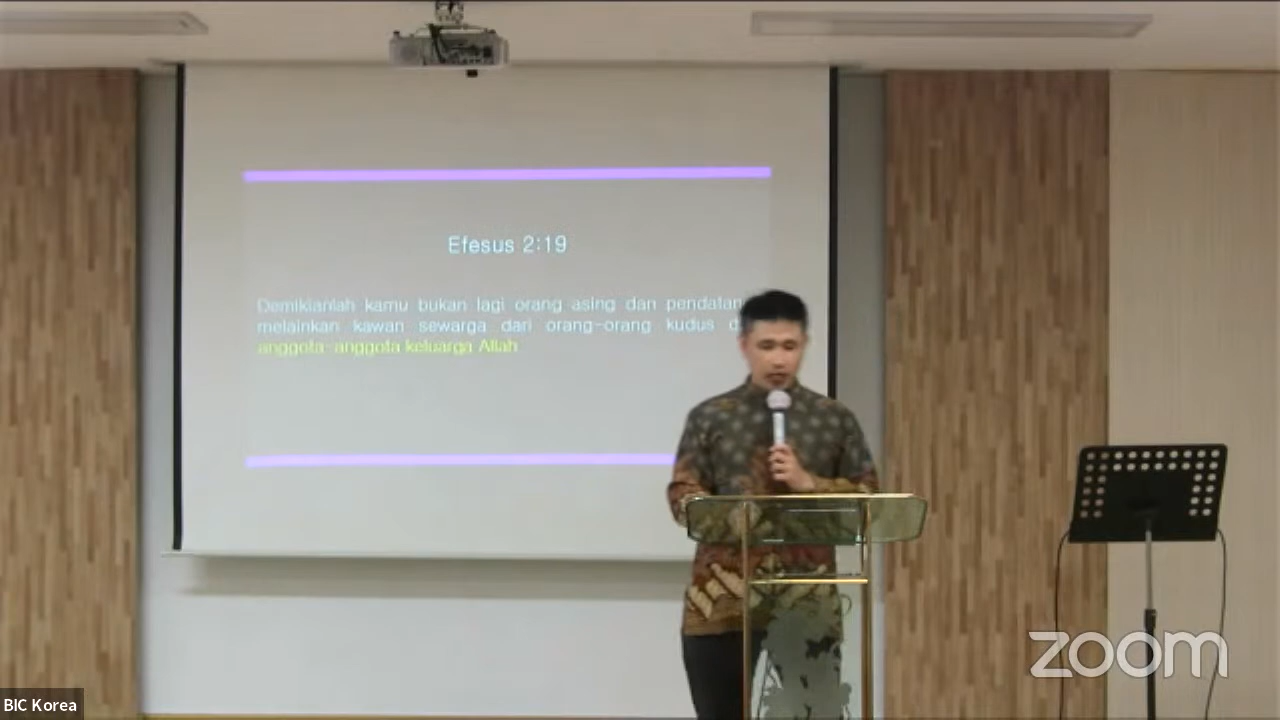 Efesus 2:19
Demikianlah kamu bukan lagi orang asing dan pendatan
melainkan kawan sewarga dari orang-orang kudus d
anggota-anggota keluarga Allah
zoom
BIC Korea